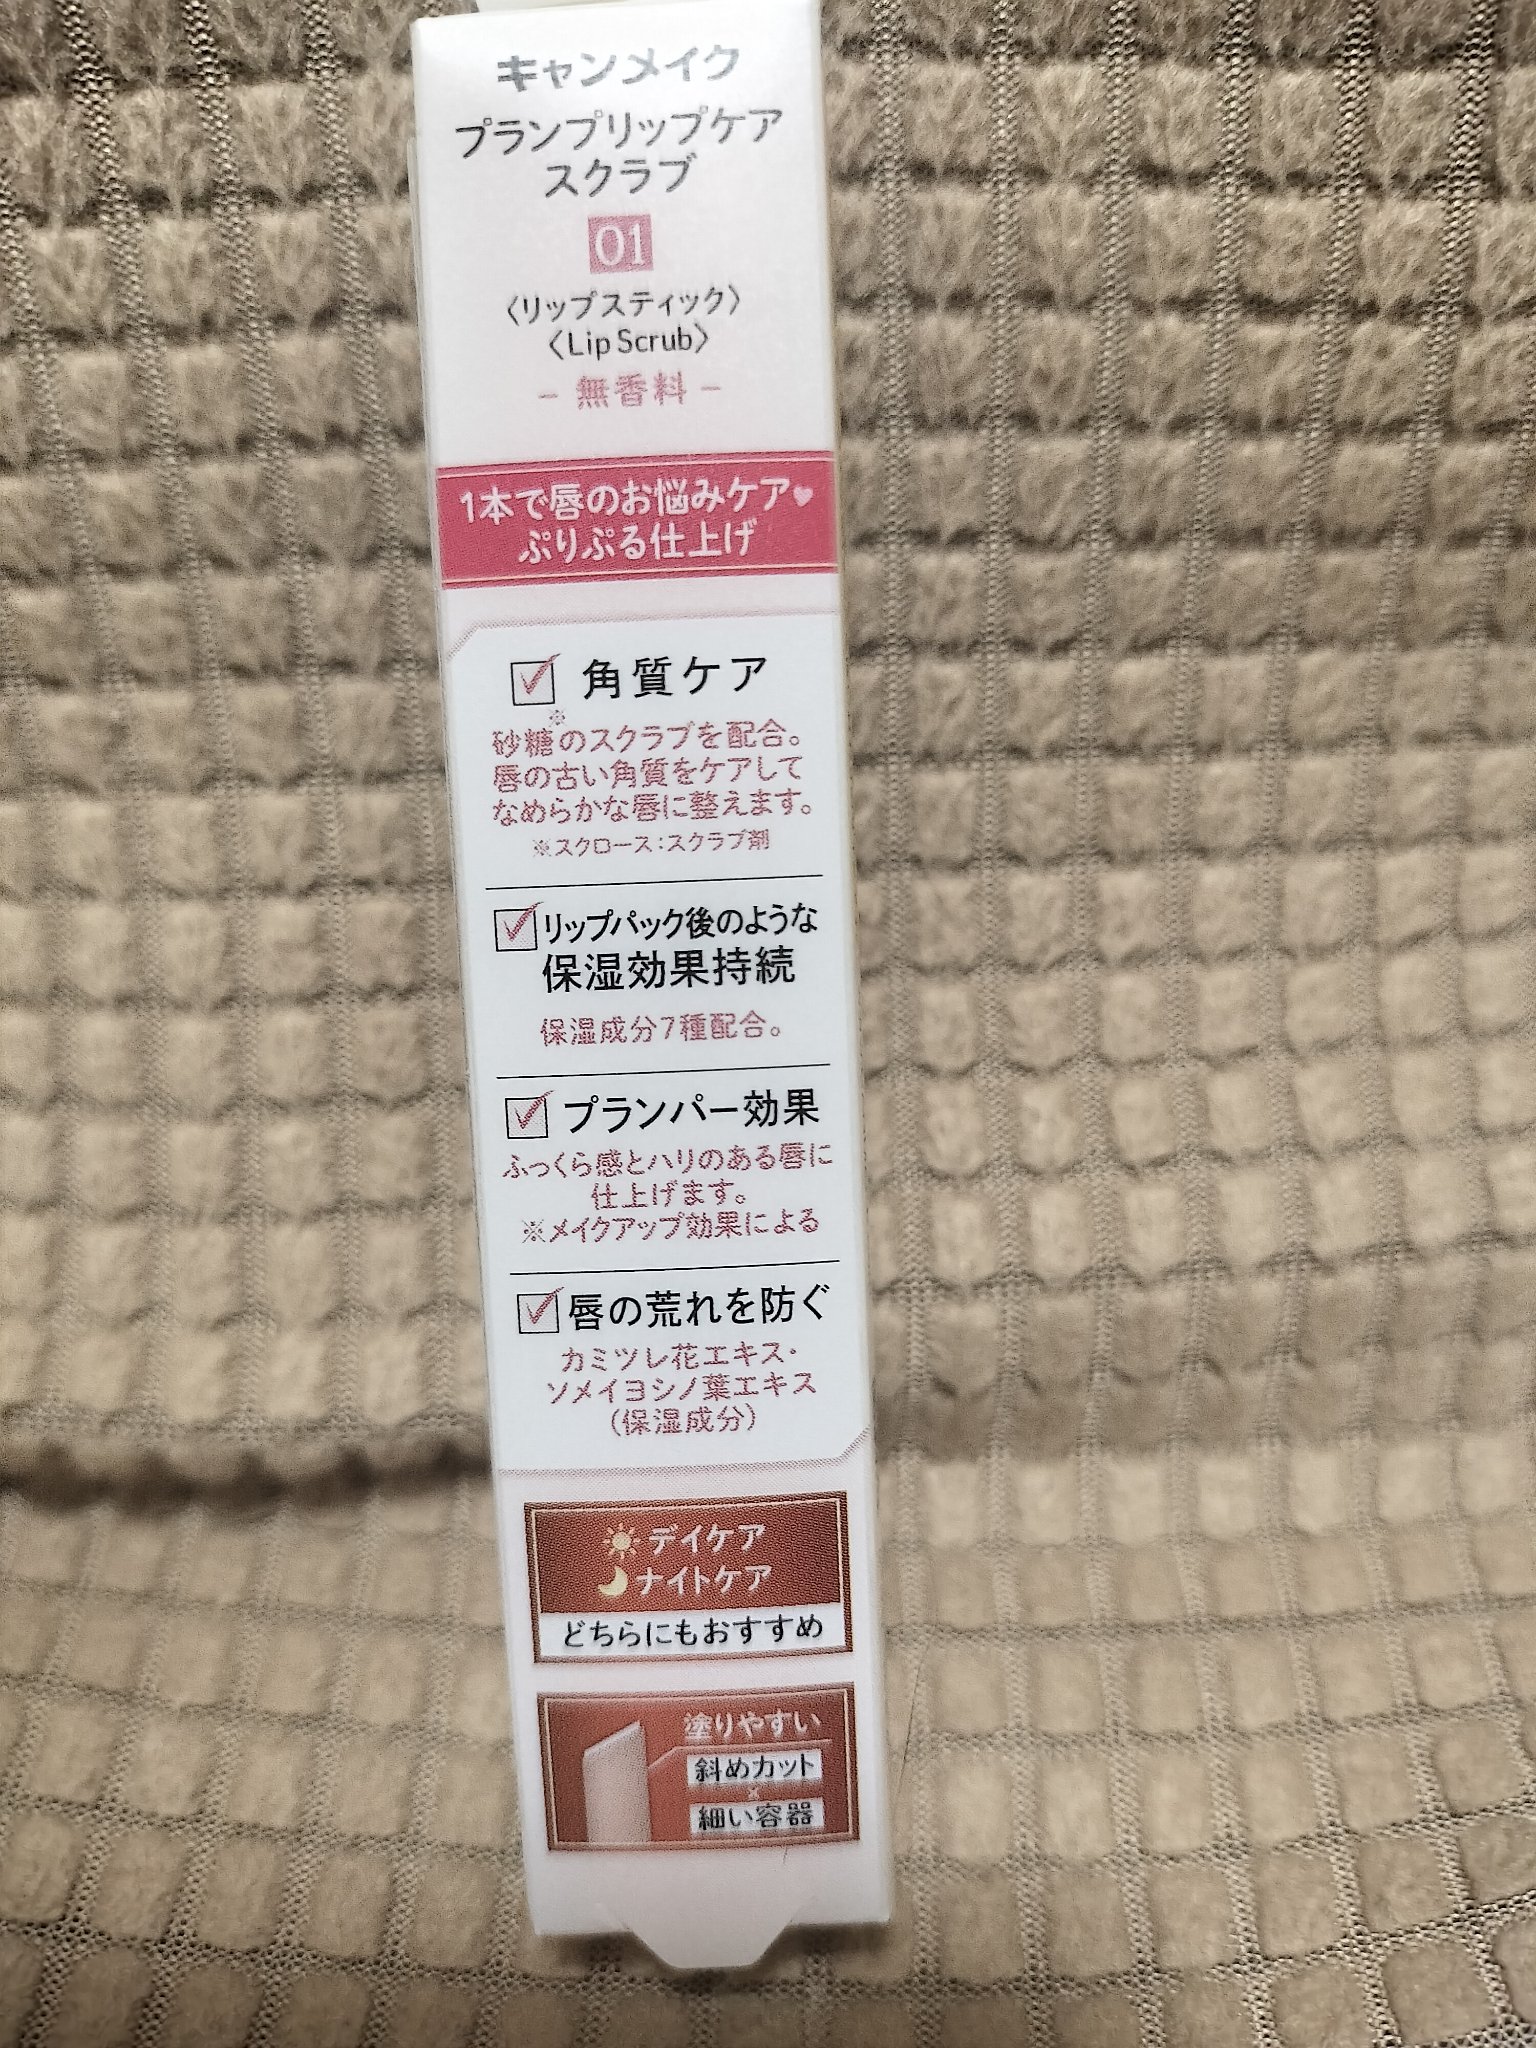 キャンメイク
プランプリップケア
スクラブ
01
〈リップスティック〉
〈Lip Scrub〉
– 無香料 –
1本で唇のお悩みケア♥
ぷりぷる仕上げ
角質ケア
砂糖※のスクラブを配合。
唇の古い角質をケアして
なめらかな唇に整えます。
※スクロース：スクラブ剤
リップパック後のような
保湿効果持続
保湿成分7種配合。
プランパー効果
ふっくら感とハリのある唇に
仕上げます。
※メイクアップ効果による
唇の荒れを防ぐ
カミツレ花エキス・
ソメイヨシノ葉エキス
（保湿成分）
デイケア
ナイトケア
どちらにもおすすめ
塗りやすい
斜めカット
×
細い容器